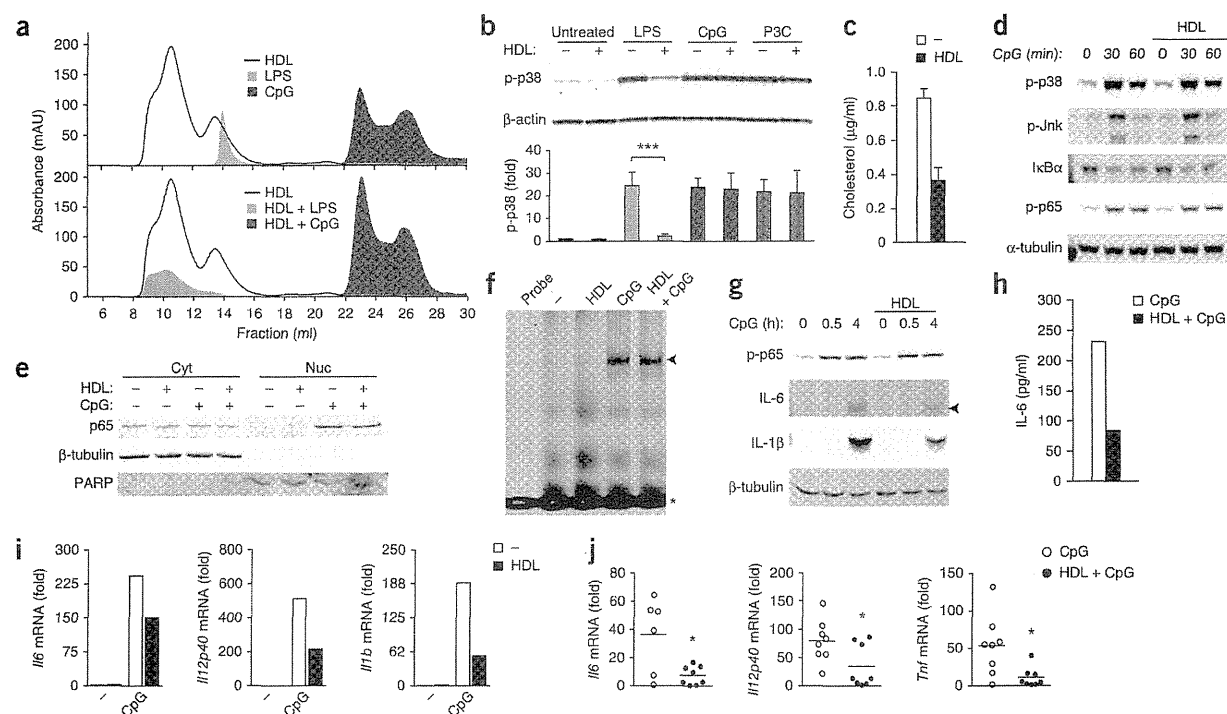 a
Absorbance (mAU)
200
150
100
50
HDL
LPS
CpG
200
150
100
50
0
HDL
HDL + LPS
HDL + CpG
6 8 10 12 14 16 18 20 22 24 26 28 30
Fraction (ml)
b
Untreated LPS CpG P3C
HDL: – + – + – + – +
p-p38
β-actin
p-p38 (fold)
40
30
20
10
0
***
c
–
HDL
Cholesterol (μg/ml)
1.0
0.8
0.6
0.4
0.2
0
d
HDL
CpG (min): 0 30 60 0 30 60
p-p38
p-Jnk
IκBα
p-p65
α-tubulin
e
Cyt Nuc
HDL: – + – + – + – +
CpG: – – + + – – + +
p65
β-tubulin
PARP
f
Probe – HDL CpG HDL + CpG
*
g
HDL
CpG (h): 0 0.5 4 0 0.5 4
p-p65
IL-6
IL-1β
β-tubulin
h
CpG
HDL + CpG
IL-6 (pg/ml)
300
250
200
150
100
50
0
i
Il6 mRNA (fold)
300
225
150
75
0
– CpG
Il12p40 mRNA (fold)
800
600
400
200
0
– CpG
Il1b mRNA (fold)
250
188
125
62
0
– CpG
–
HDL
j
Il6 mRNA (fold)
80
60
40
20
0
*
Il12p40 mRNA (fold)
200
150
100
50
0
*
Tnf mRNA (fold)
150
100
50
0
*
CpG
HDL + CpG